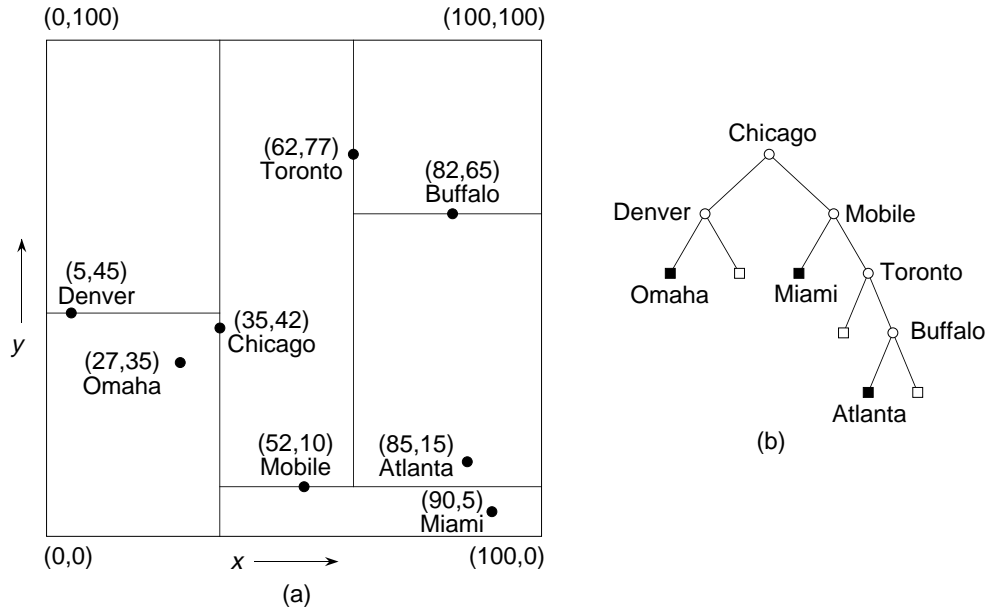 (0,100)
(100,100)
(62,77)
Toronto
(82,65)
Buffalo
(5,45)
Denver
(35,42)
Chicago
(27,35)
Omaha
(52,10)
Mobile
(85,15)
Atlanta
(90,5)
Miami
y
(0,0)
x
(100,0)
(a)
Chicago
Denver
Mobile
Omaha
Miami
Toronto
Buffalo
Atlanta
(b)